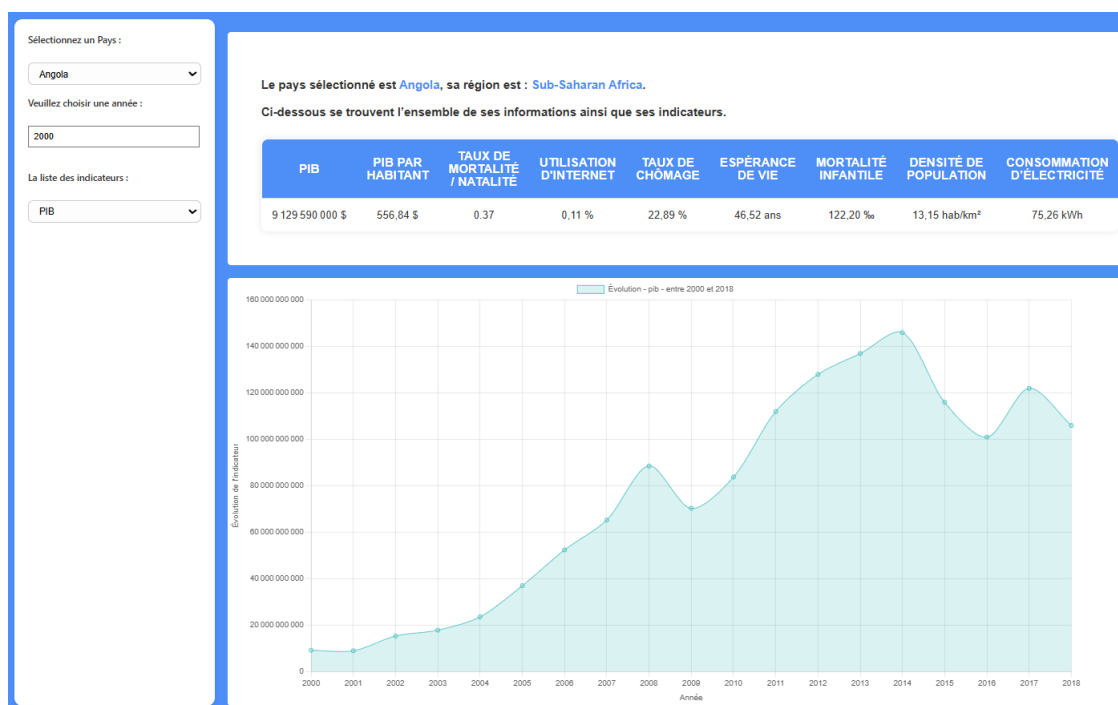 Sélectionnez un Pays :
Angola
Veuillez choisir une année :
2000
La liste des indicateurs :
PIB
Le pays sélectionné est Angola, sa région est : Sub-Saharan Africa.
Ci-dessous se trouvent l'ensemble de ses informations ainsi que ses indicateurs.
PIB
PIB PAR
HABITANT
TAUX DE
MORTALITÉ
/ NATALITÉ
UTILISATION
D'INTERNET
TAUX DE
CHÔMAGE
ESPÉRANCE
DE VIE
MORTALITÉ
INFANTILE
DENSITÉ DE
POPULATION
CONSOMMATION
D'ÉLECTRICITÉ
9 129 590 000 $ 556,84 $ 0.37 0,11 % 22,89 % 46,52 ans 122,20 ‰ 13,15 hab/km² 75,26 kWh
Évolution - pib - entre 2000 et 2018
160 000 000 000
140 000 000 000
120 000 000 000
100 000 000 000
80 000 000 000
60 000 000 000
40 000 000 000
20 000 000 000
0
Évolution de l'indicateur
2000 2001 2002 2003 2004 2005 2006 2007 2008 2009 2010 2011 2012 2013 2014 2015 2016 2017 2018
Année